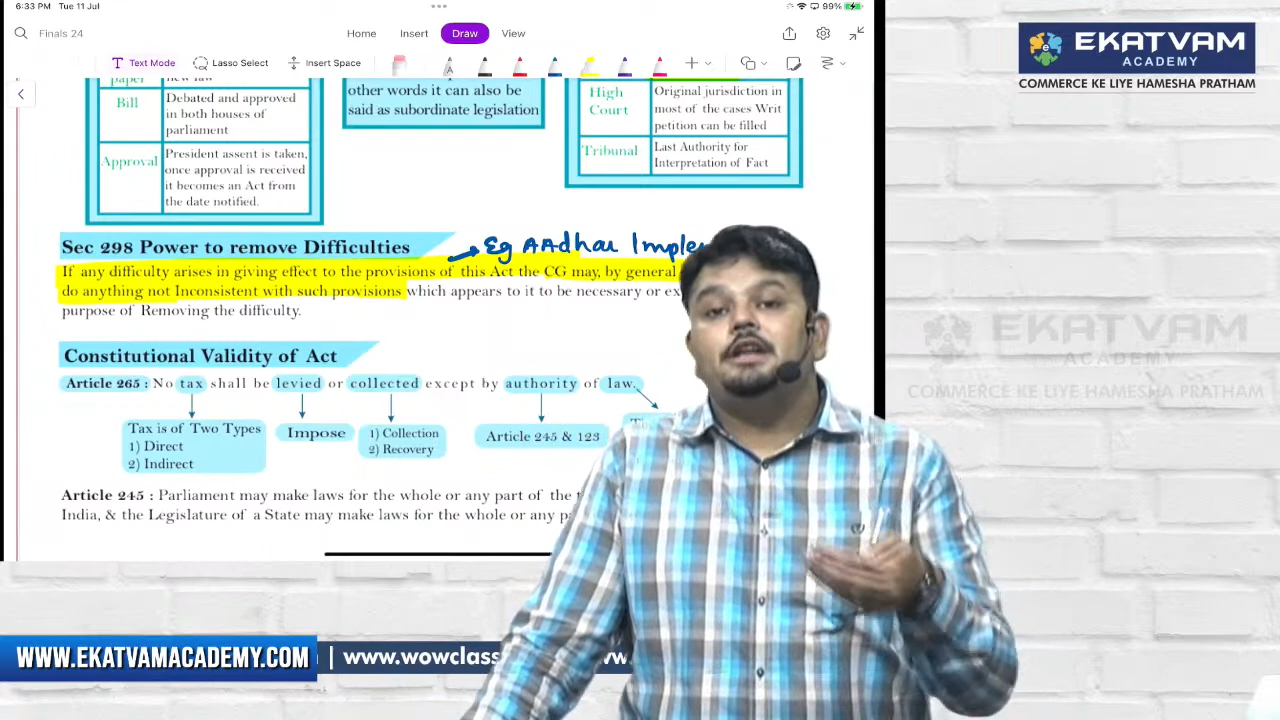 6:33 PM Tue 11 Jul
99%
Finals 24
Home Insert Draw View
Text Mode Lasso Select Insert Space
EKATVAM
ACADEMY
COMMERCE KE LIYE HAMESHA PRATHAM
paper new law
Bill Debated and approved
in both houses of
parliament
Approval President assent is taken,
once approval is received
it becomes an Act from
the date notified.
other words it can also be
said as subordinate legislation
High Court Original jurisdiction in
most of the cases Writ
petition can be filled
Tribunal Last Authority for
Interpretation of Fact
Sec 298 Power to remove Difficulties
Eg AAdhar
If any difficulty arises in giving effect to the provisions of this Act the CG may, by general
do anything not Inconsistent with such provisions which appears to it to be necessary or
purpose of Removing the difficulty.
Constitutional Validity of Act
Article 265 : No tax shall be levied or collected except by authority of law.
Tax is of Two Types
1) Direct
2) Indirect
Impose
1) Collection
2) Recovery
Article 245 & 123
Article 245 : Parliament may make laws for the whole or any part of the
India, & the Legislature of a State may make laws for the whole or any
EKATVAM
ACADEMY
COMMERCE KE LIYE HAMESHA PRATHAM
WWW.EKATVAMACADEMY.COM
| www.wowclass